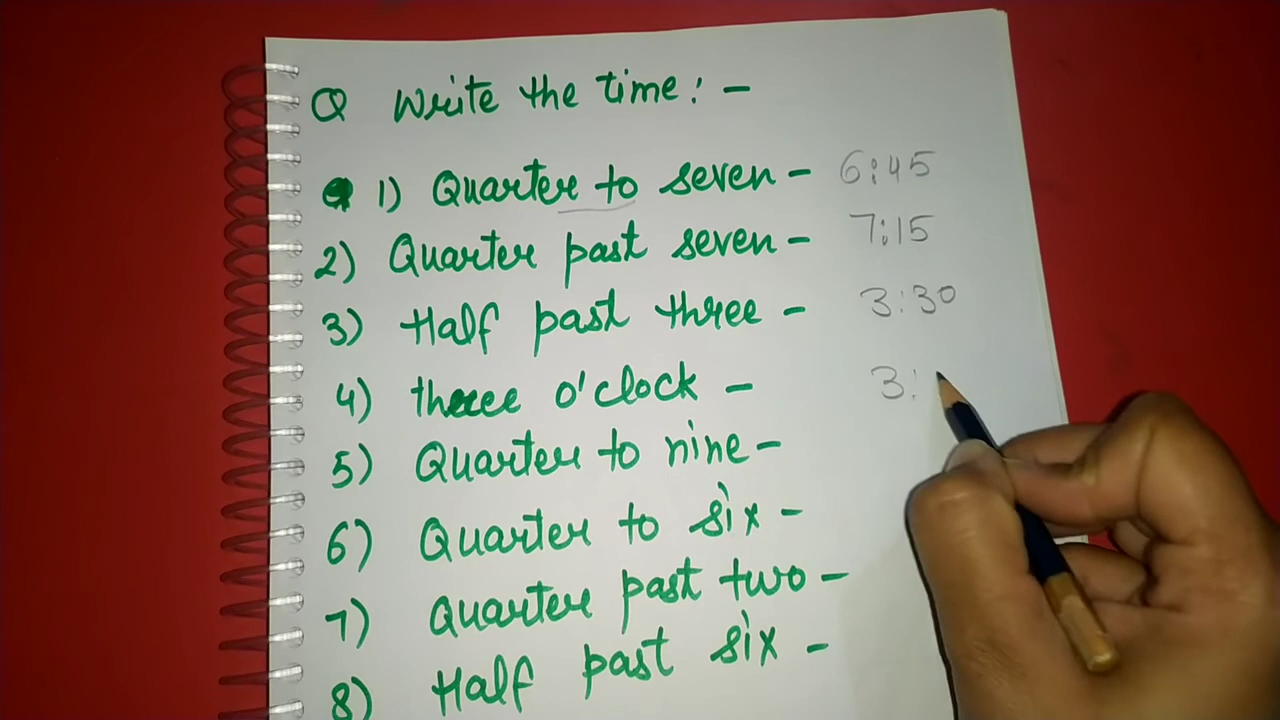 Q Write the time: -
1) Quarter to seven - 6:45
2) Quarter past seven - 7:15
3) Half past three - 3:30
4) three o'clock - 3:
5) Quarter to nine -
6) Quarter to six -
7) Quarter past two -
8) Half past six -